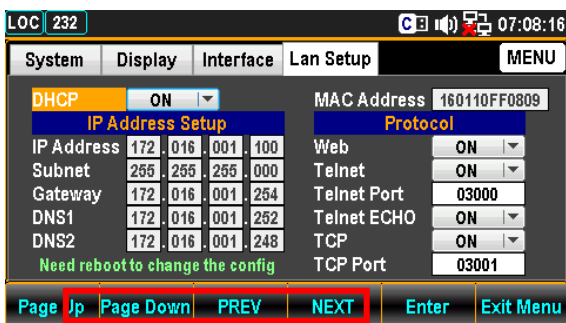 LOC 232 C 07:08:16
System Display Interface Lan Setup MENU
DHCP ON MAC Address 160110FF0809
IP Address Setup Protocol
IP Address 172 . 016 . 001 . 100 Web ON
Subnet 255 . 255 . 255 . 000 Telnet ON
Gateway 172 . 016 . 001 . 254 Telnet Port 03000
DNS1 172 . 016 . 001 . 252 Telnet ECHO ON
DNS2 172 . 016 . 001 . 248 TCP ON
Need reboot to change the config TCP Port 03001
Page Up Page Down PREV NEXT Enter Exit Menu